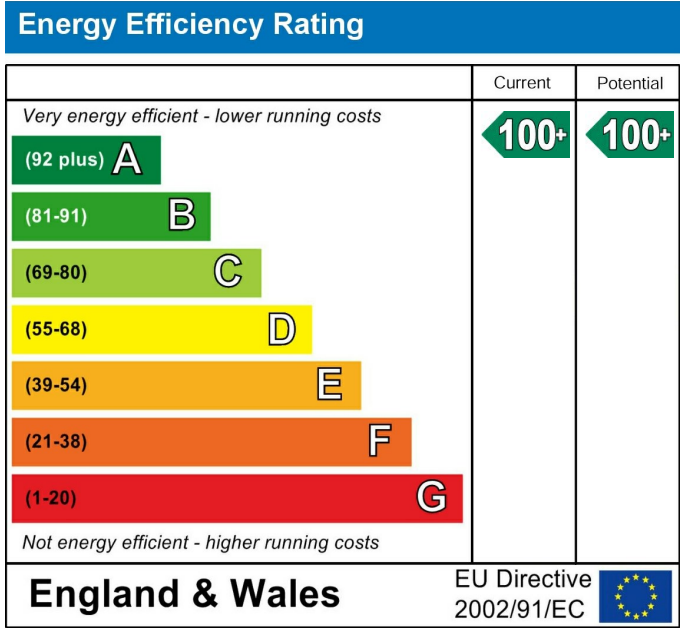 Energy Efficiency Rating
Current Potential
Very energy efficient - lower running costs
100+ 100+
(92 plus) A
(81-91) B
(69-80) C
(55-68) D
(39-54) E
(21-38) F
(1-20) G
Not energy efficient - higher running costs
England & Wales
EU Directive
2002/91/EC